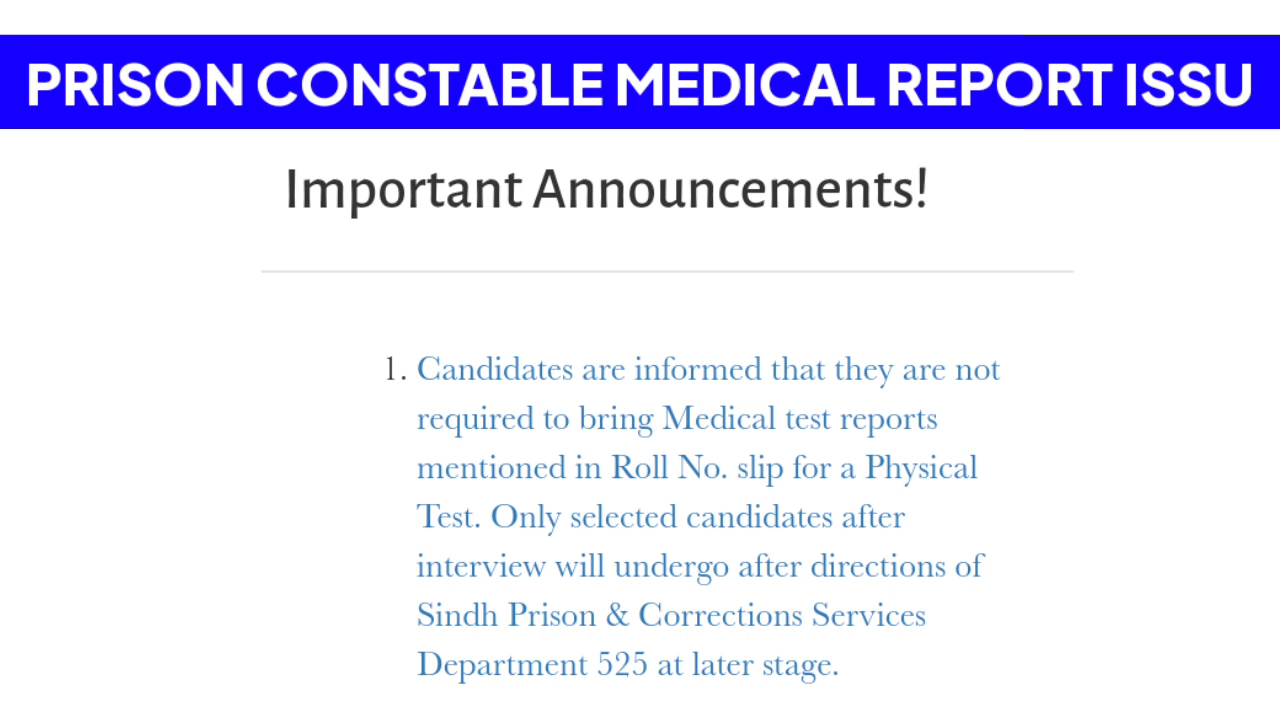 PRISON CONSTABLE MEDICAL REPORT ISSU
Important Announcements!
1. Candidates are informed that they are not
required to bring Medical test reports
mentioned in Roll No. slip for a Physical
Test. Only selected candidates after
interview will undergo after directions of
Sindh Prison & Corrections Services
Department 525 at later stage.